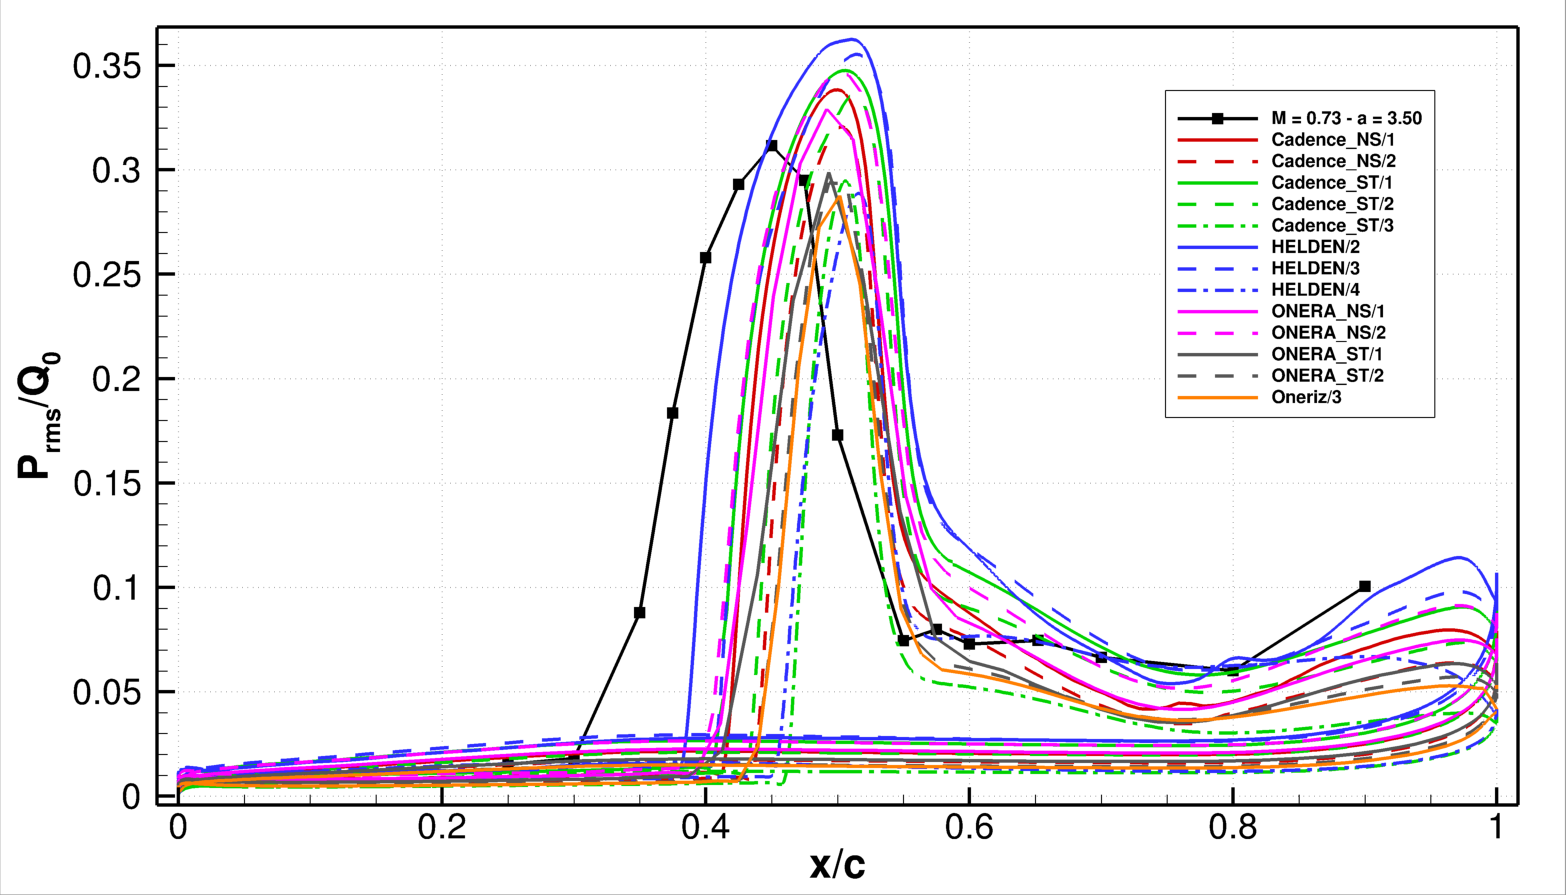 0.35
0.3
0.25
0.2
0.15
0.1
0.05
0
P_rms/Q_0
0 0.2 0.4 0.6 0.8 1
x/c
M = 0.73 - a = 3.50
Cadence_NS/1
Cadence_NS/2
Cadence_ST/1
Cadence_ST/2
Cadence_ST/3
HELDEN/2
HELDEN/3
HELDEN/4
ONERA_NS/1
ONERA_NS/2
ONERA_ST/1
ONERA_ST/2
Oneriz/3